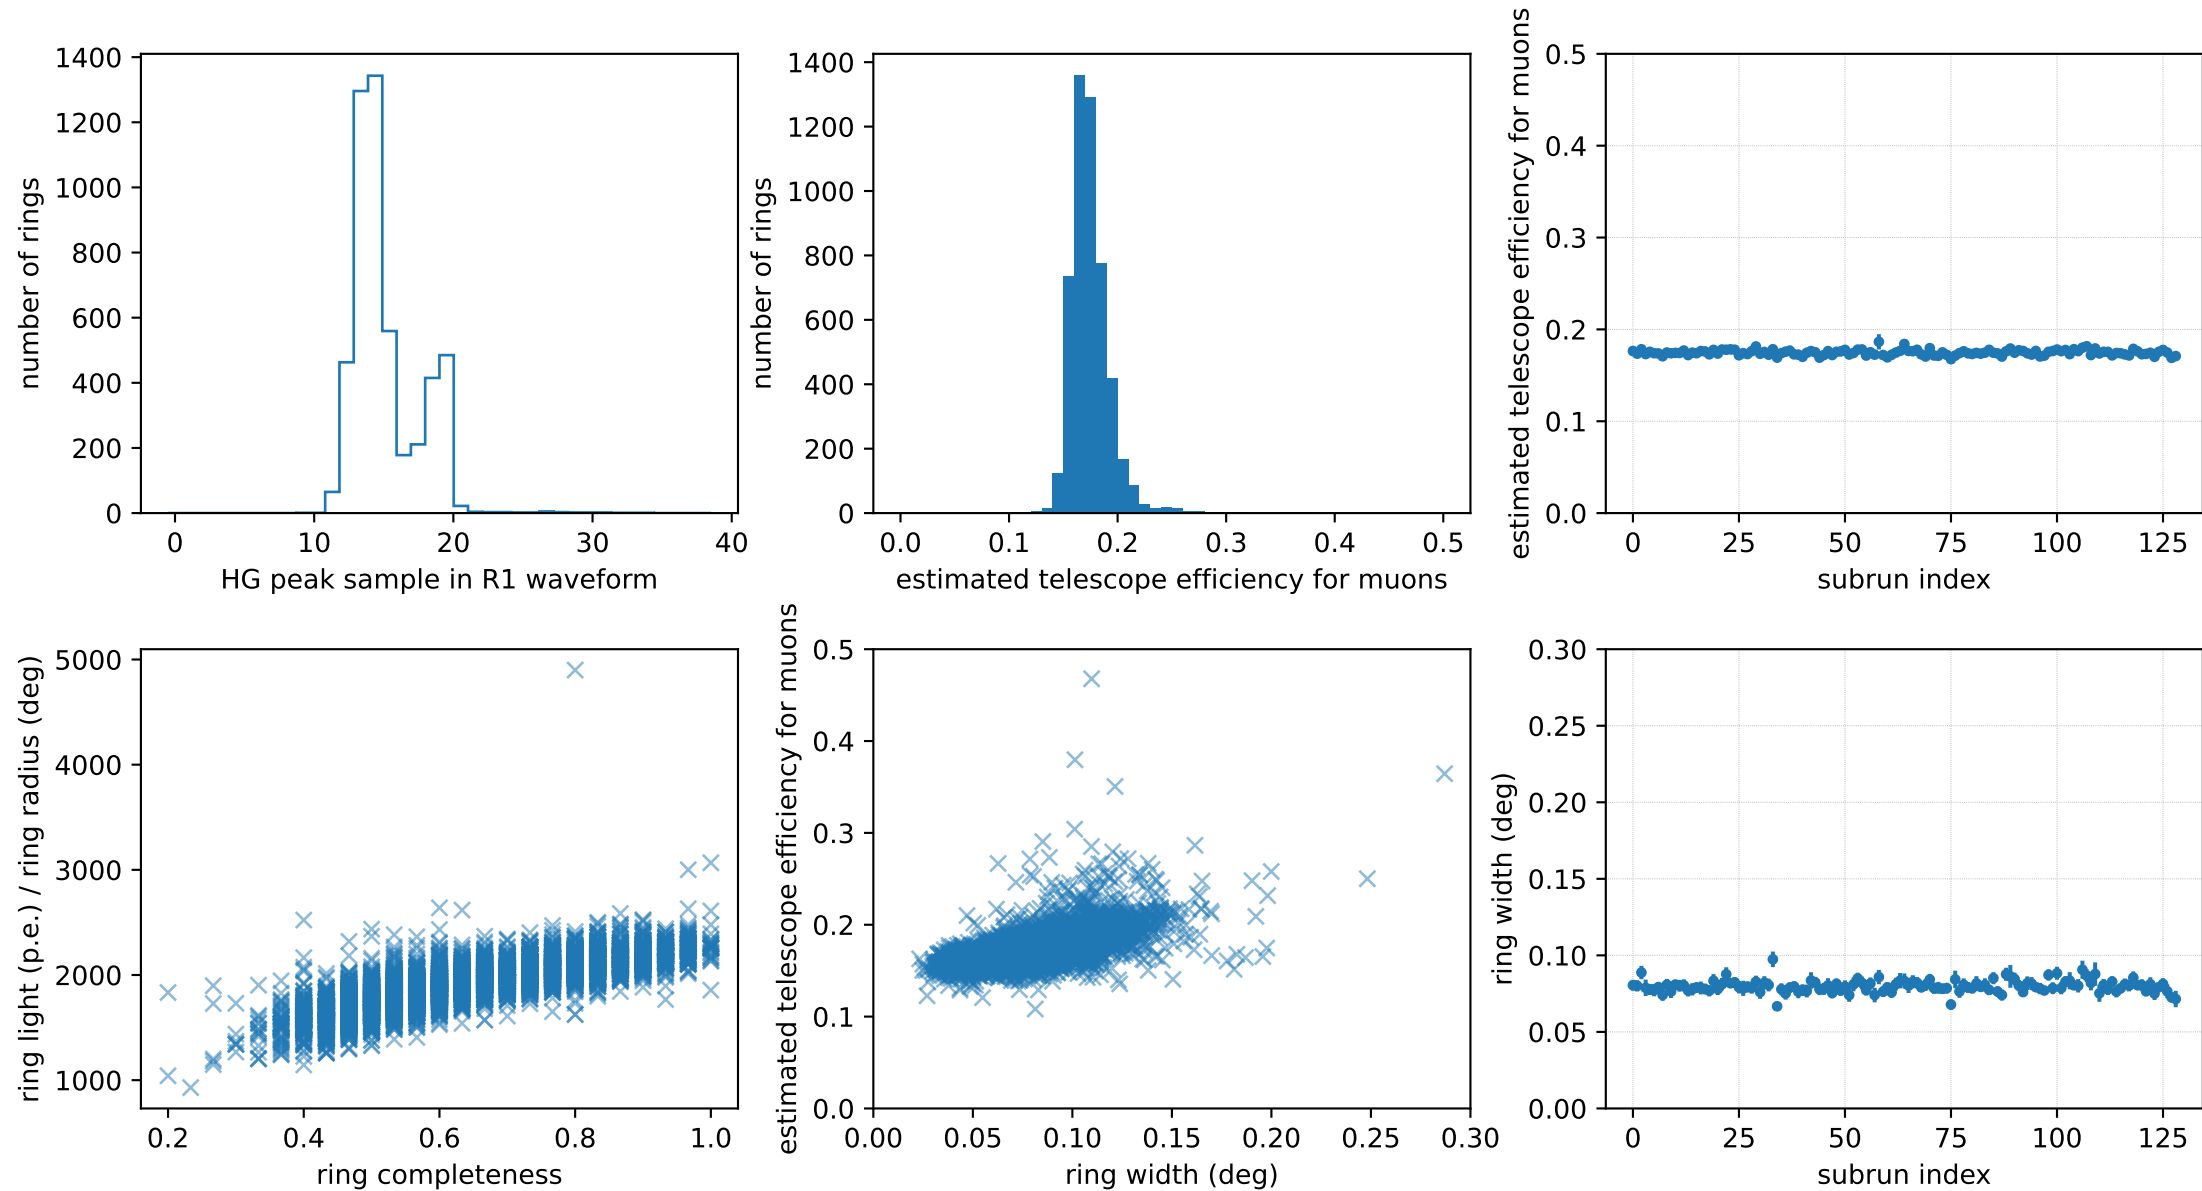 1400
1200
1000
800
600
400
200
0
number of rings
0 10 20 30 40
HG peak sample in R1 waveform
1400
1200
1000
800
600
400
200
0
number of rings
0.0 0.1 0.2 0.3 0.4 0.5
estimated telescope efficiency for muons
0.5
0.4
0.3
0.2
0.1
0.0
estimated telescope efficiency for muons
0 25 50 75 100 125
subrun index
5000
4000
3000
2000
1000
ring light (p.e.) / ring radius (deg)
0.2 0.4 0.6 0.8 1.0
ring completeness
0.5
0.4
0.3
0.2
0.1
0.0
estimated telescope efficiency for muons
0.00 0.05 0.10 0.15 0.20 0.25 0.30
ring width (deg)
0.30
0.25
0.20
0.15
0.10
0.05
0.00
ring width (deg)
0 25 50 75 100 125
subrun index